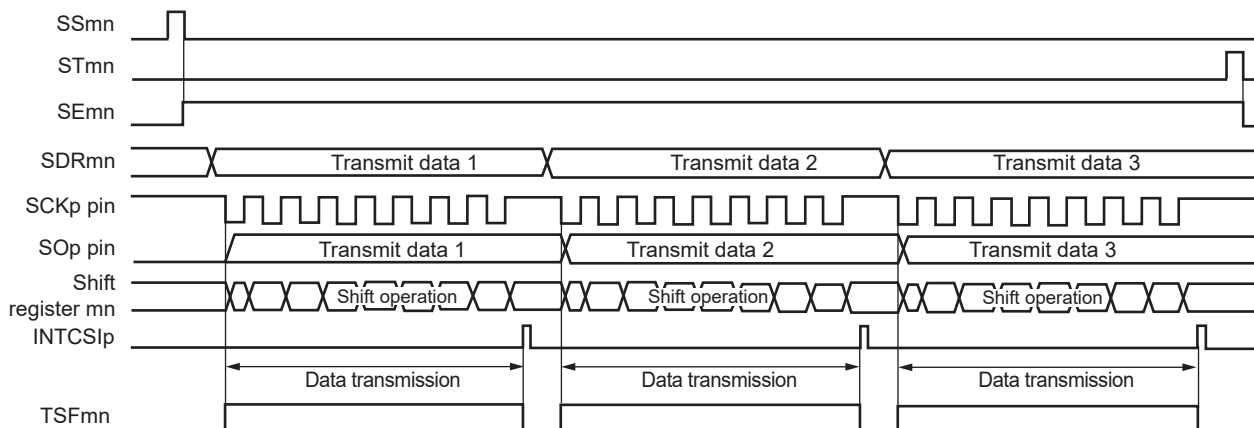 SSmn
STmn
SEmn
SDRmn Transmit data 1 Transmit data 2 Transmit data 3
SCKp pin
SOp pin Transmit data 1 Transmit data 2 Transmit data 3
Shift
register mn Shift operation Shift operation Shift operation
INTCSIp
Data transmission Data transmission Data transmission
TSFmn